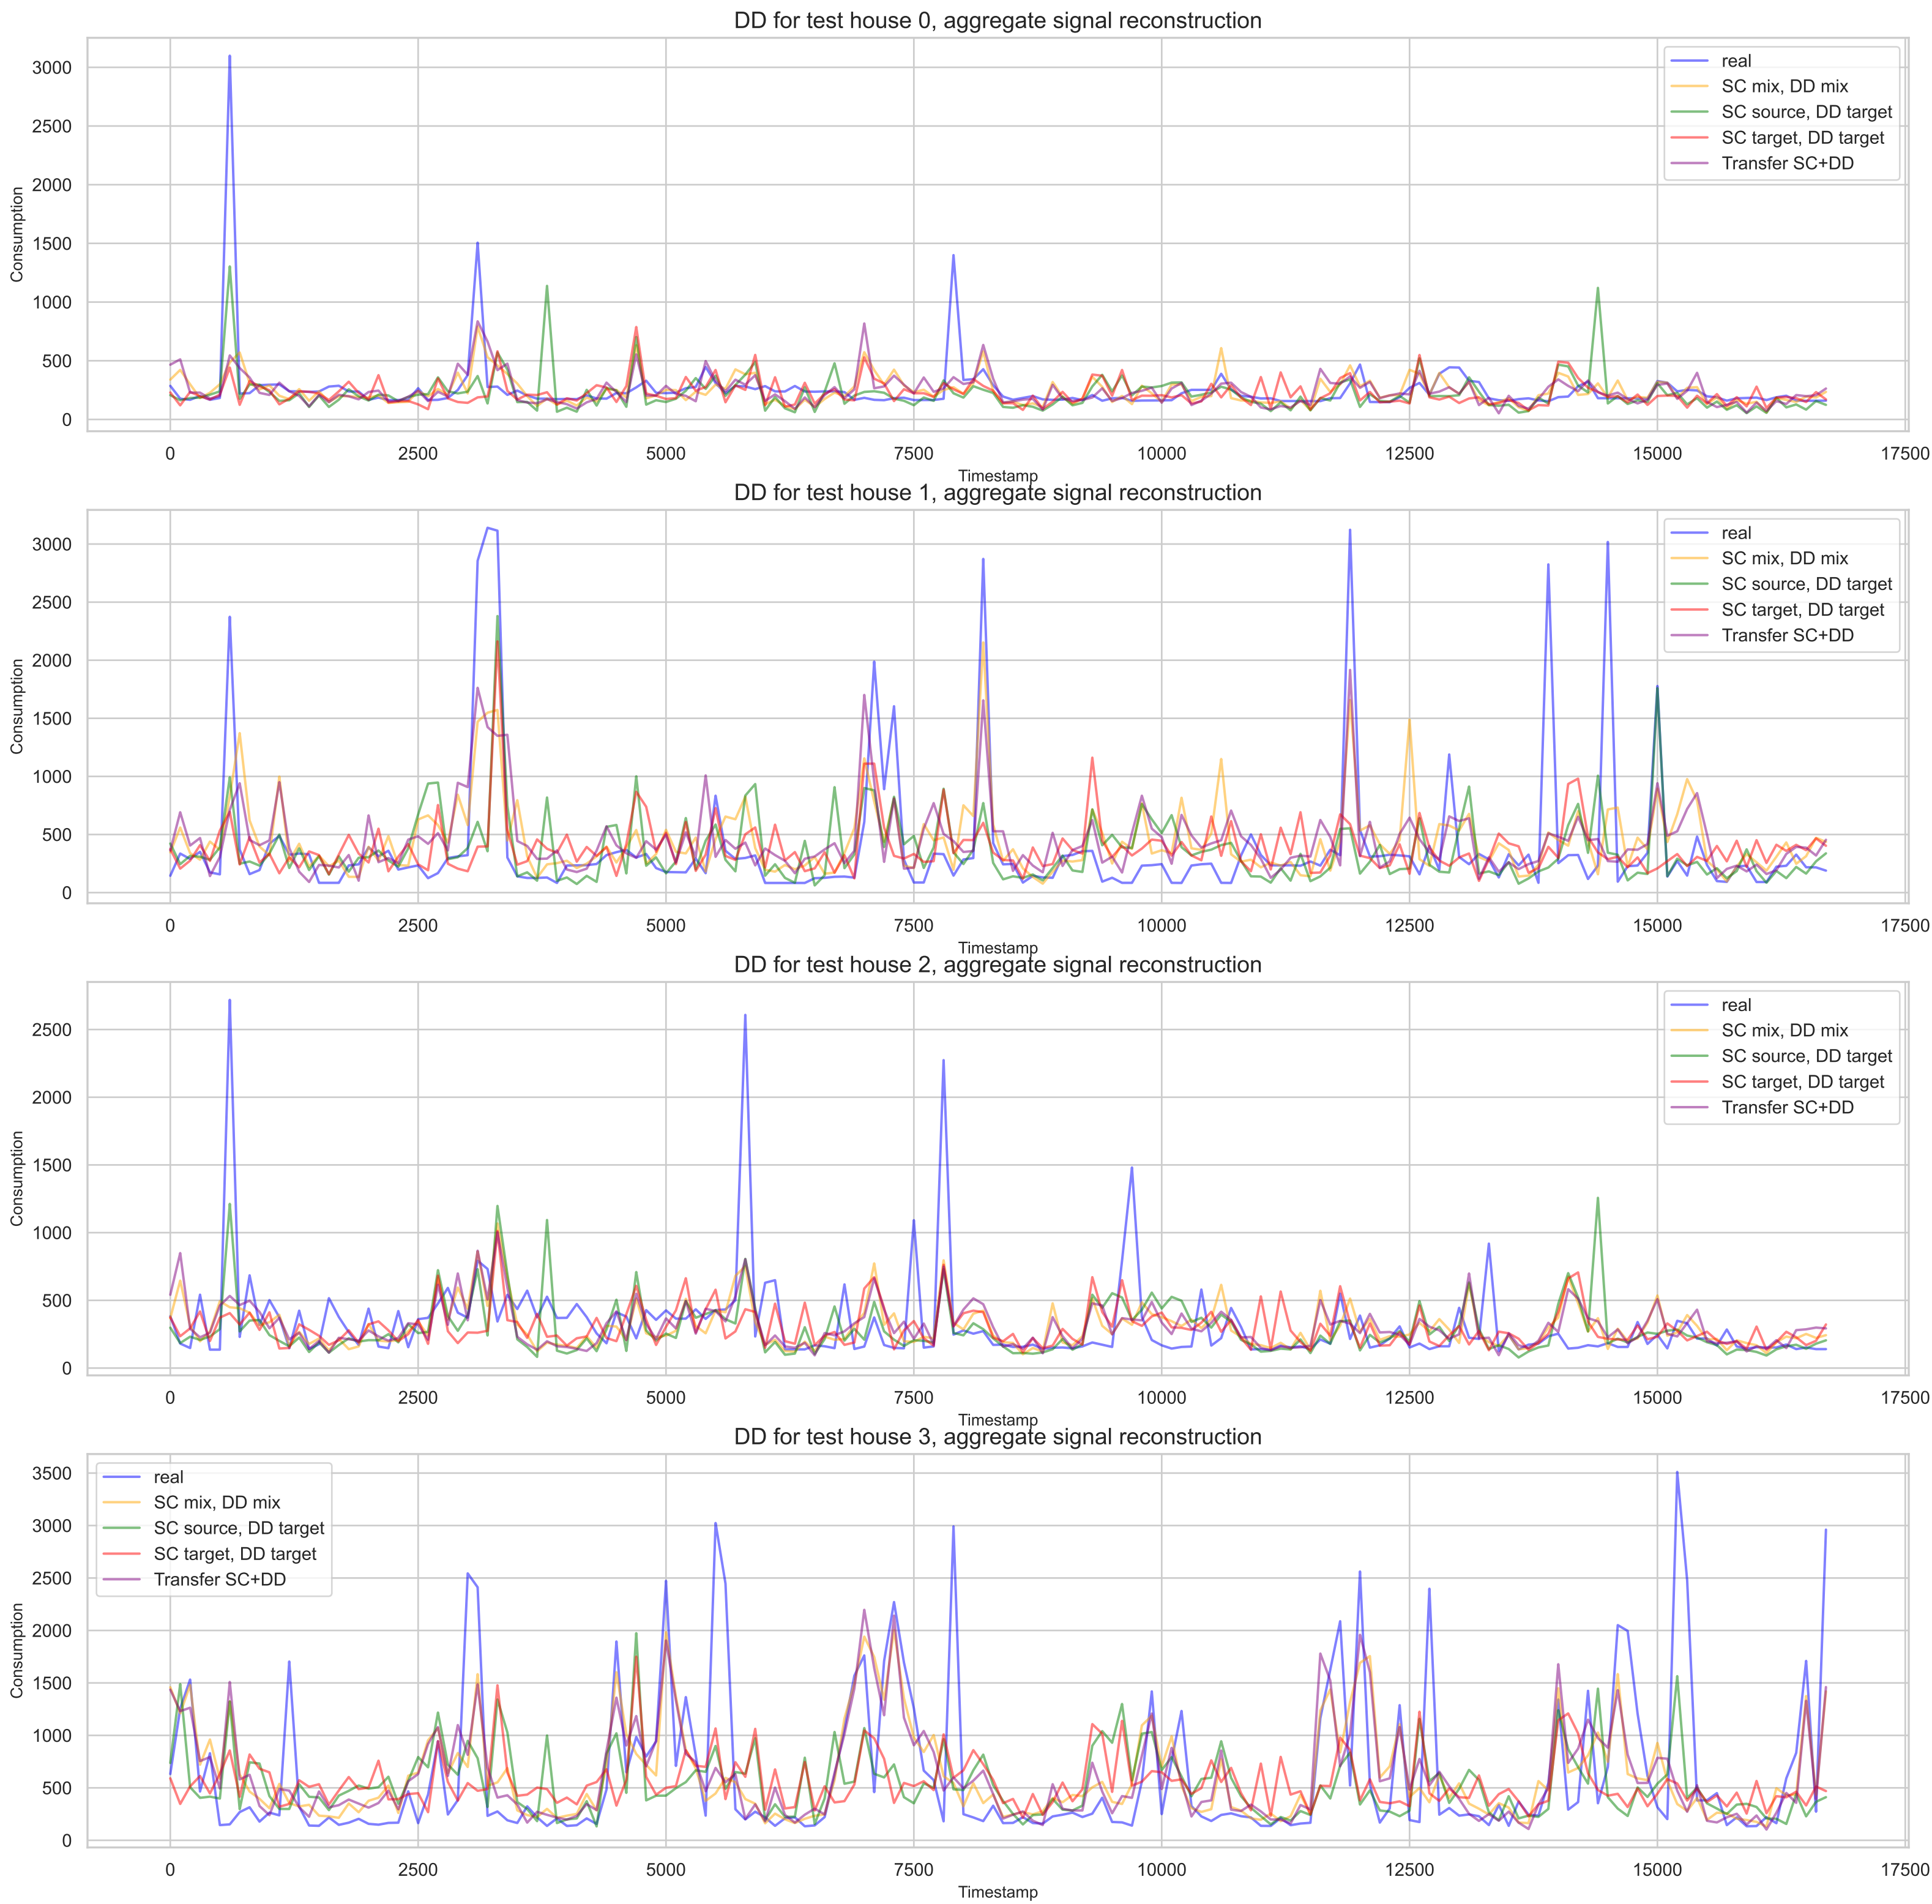 DD for test house 0, aggregate signal reconstruction
3000
2500
2000
1500
1000
500
0
Consumption
real
SC mix, DD mix
SC source, DD target
SC target, DD target
Transfer SC+DD
0 2500 5000 7500 10000 12500 15000 17500
Timestamp
DD for test house 1, aggregate signal reconstruction
3000
2500
2000
1500
1000
500
0
Consumption
real
SC mix, DD mix
SC source, DD target
SC target, DD target
Transfer SC+DD
0 2500 5000 7500 10000 12500 15000 17500
Timestamp
DD for test house 2, aggregate signal reconstruction
2500
2000
1500
1000
500
0
Consumption
real
SC mix, DD mix
SC source, DD target
SC target, DD target
Transfer SC+DD
0 2500 5000 7500 10000 12500 15000 17500
Timestamp
DD for test house 3, aggregate signal reconstruction
3500
3000
2500
2000
1500
1000
500
0
Consumption
real
SC mix, DD mix
SC source, DD target
SC target, DD target
Transfer SC+DD
0 2500 5000 7500 10000 12500 15000 17500
Timestamp